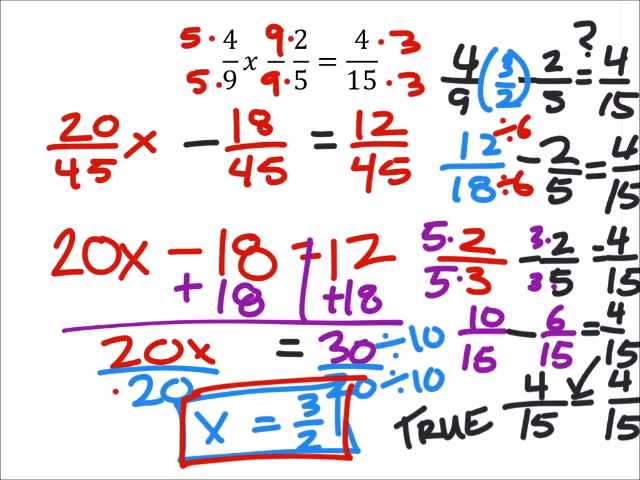 5 · 4/9 x 9 · 2/5 = 4/15 · 3
5 · 9 · · 3
20/45 x - 18/45 = 12/45
20x - 18 = 12
+18 +18
20x = 30 ÷10
20 20 ÷10
x = 3/2
4/9 (3/2) - 2/5 =? 4/15
12/18 ÷6 - 2/5 = 4/15
÷6
5 · 2 / 5 · 3 - 3 · 2 / 3 · 5 = 4/15
10/15 - 6/15 = 4/15
TRUE 4/15 = 4/15